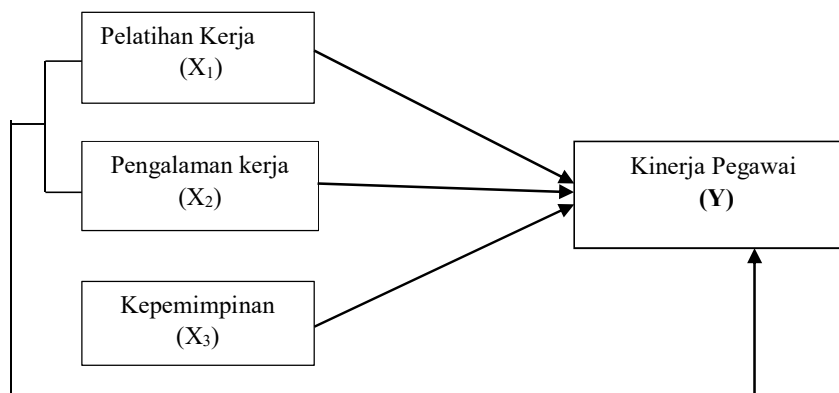 Pelatihan Kerja
(X₁)
Pengalaman kerja
(X₂)
Kinerja Pegawai
(Y)
Kepemimpinan
(X₃)